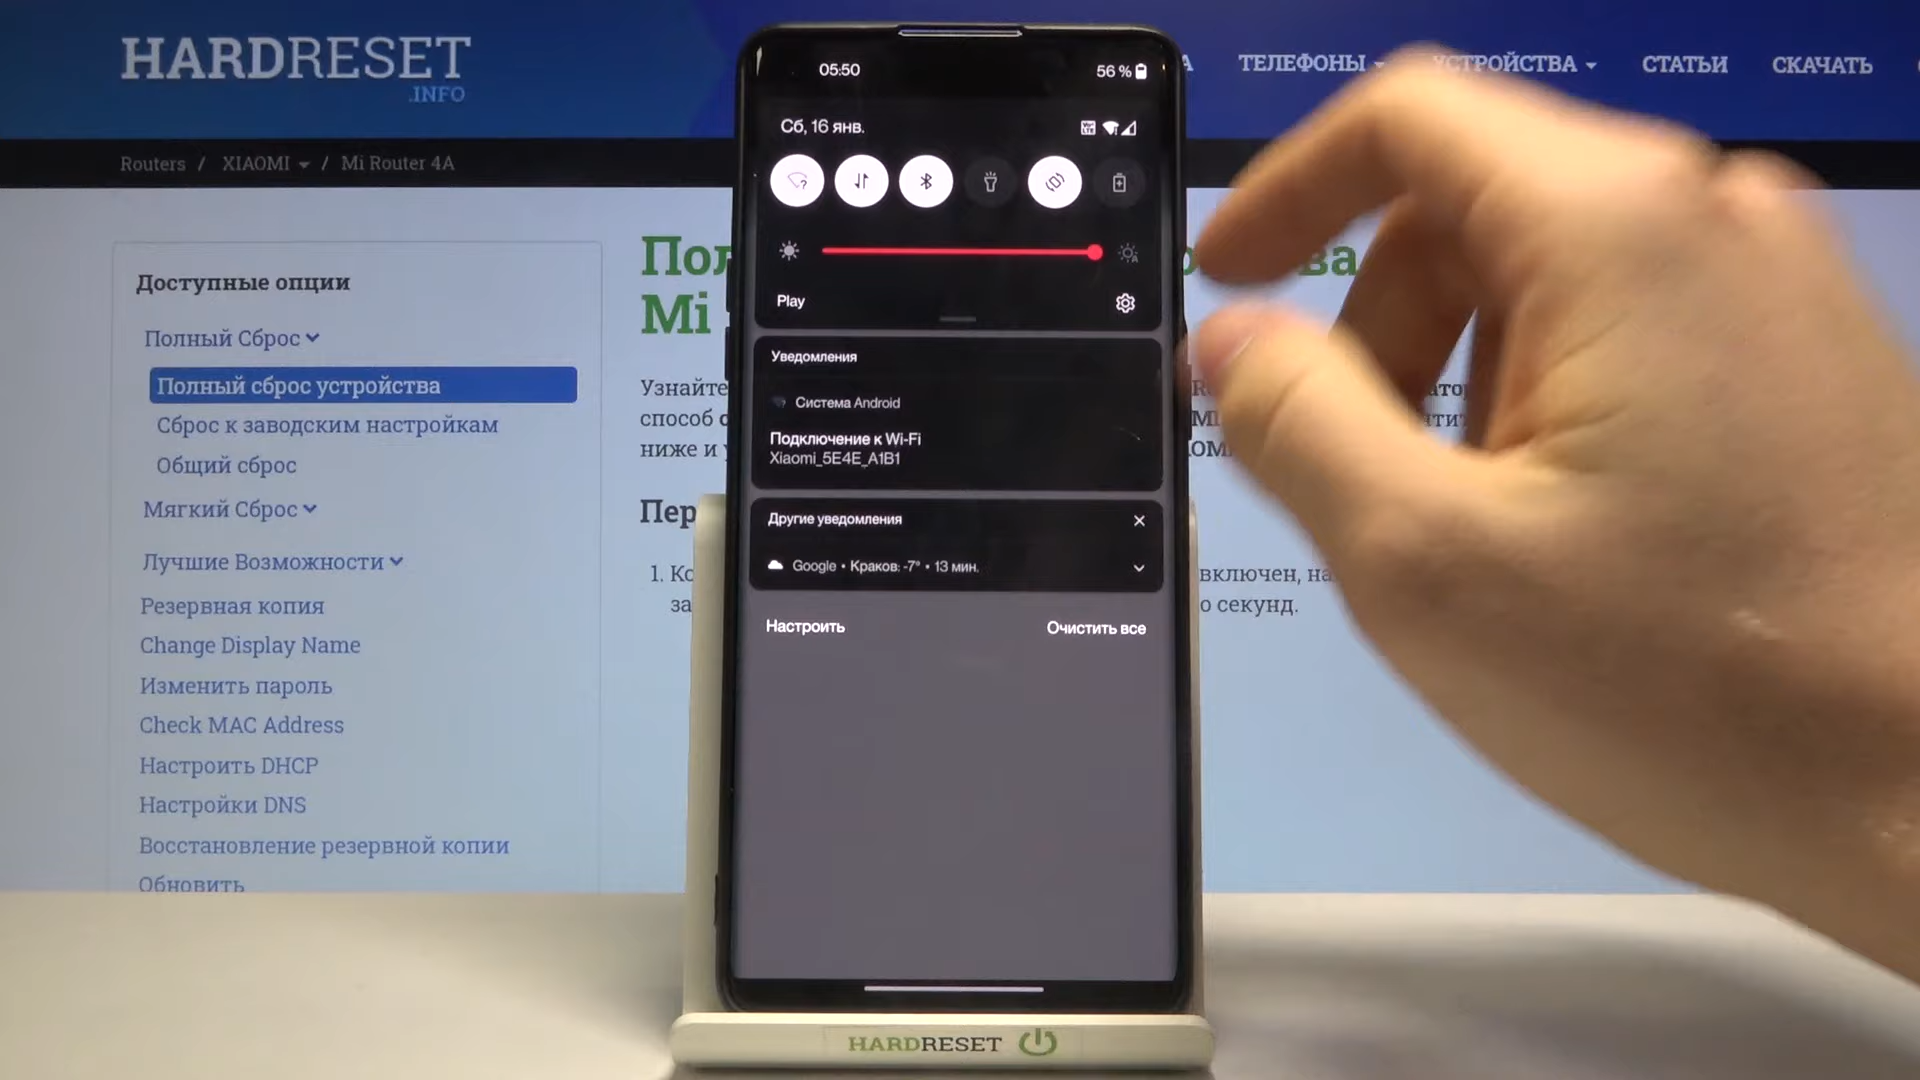 HARDRESET
.INFO
ТЕЛЕФОНЫ
УСТРОЙСТВА
СТАТЬИ
СКАЧАТЬ
Routers / XIAOMI / Mi Router 4A
Доступные опции
Полный Сброс
Полный сброс устройства
Сброс к заводским настройкам
Общий сброс
Мягкий Сброс
Лучшие Возможности
Резервная копия
Change Display Name
Изменить пароль
Check MAC Address
Настроить DHCP
Настройки DNS
Восстановление резервной копии
Обновить
Mi
Узнайте
способ
ниже и
1.
включен,
секунд.
05:50
56 %
Сб, 16 янв.
Play
Уведомления
Система Android
Подключение к Wi-Fi
Xiaomi_5E4E_A1B1
Другие уведомления
Google • Краков: -7° • 13 мин.
Настроить
Очистить все
HARDRESET